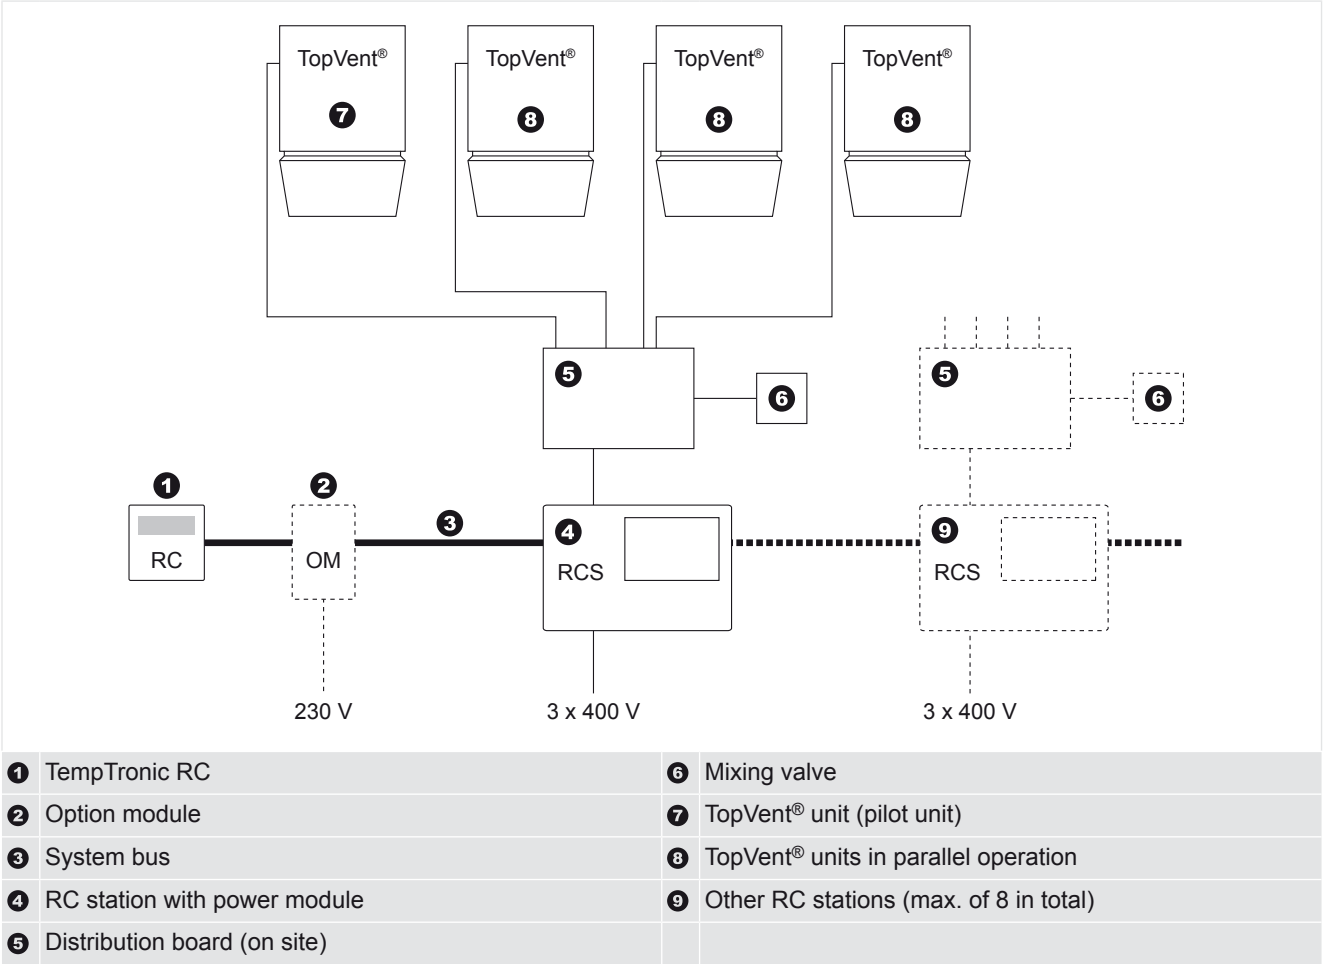 TopVent® TopVent® TopVent® TopVent®
7 8 8 8
5 6 5 6
1 2 3 4 9
RC OM RCS RCS
230 V 3 x 400 V 3 x 400 V
1 TempTronic RC 6 Mixing valve
2 Option module 7 TopVent® unit (pilot unit)
3 System bus 8 TopVent® units in parallel operation
4 RC station with power module 9 Other RC stations (max. of 8 in total)
5 Distribution board (on site)